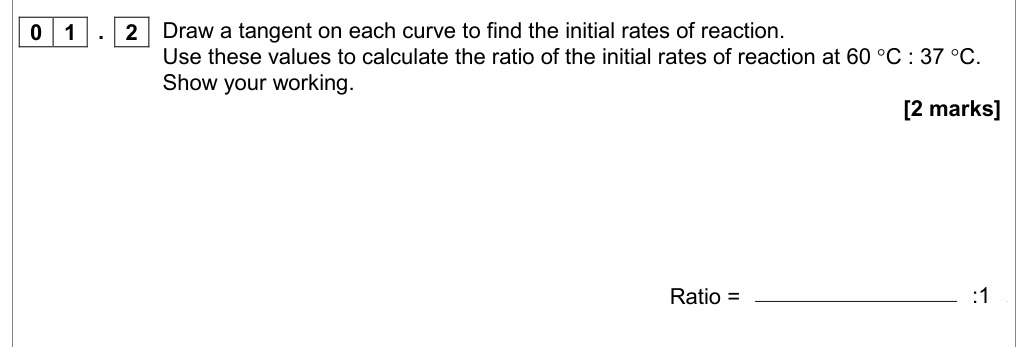 0 1 . 2 Draw a tangent on each curve to find the initial rates of reaction.
Use these values to calculate the ratio of the initial rates of reaction at 60 °C : 37 °C.
Show your working.
[2 marks]
Ratio = ____________________ :1